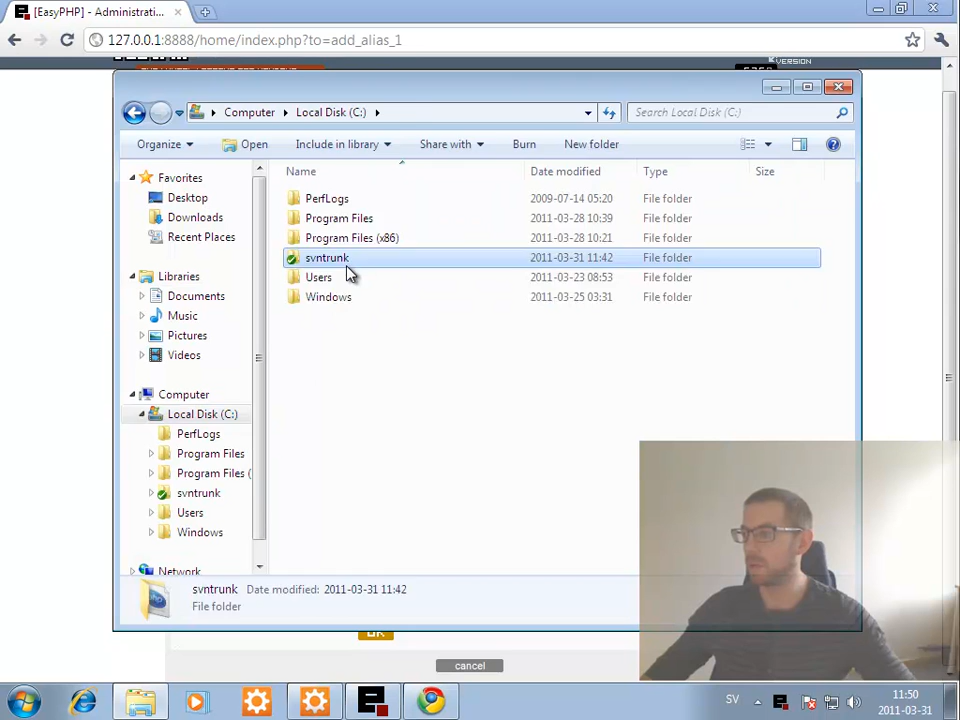 [EasyPHP] - Administrati...
127.0.0.1:8888/home/index.php?to=add_alias_1
VERSION
Computer
Local Disk (C:)
Search Local Disk (C:)
Organize
Open
Include in library
Share with
Burn
New folder
Name
Date modified
Type
Size
Favorites
Desktop
Downloads
Recent Places
Libraries
Documents
Music
Pictures
Videos
Computer
Local Disk (C:)
PerfLogs
Program Files
Program Files (
svntrunk
Users
Windows
Network
PerfLogs 2009-07-14 05:20 File folder
Program Files 2011-03-28 10:39 File folder
Program Files (x86) 2011-03-28 10:21 File folder
svntrunk 2011-03-31 11:42 File folder
Users 2011-03-23 08:53 File folder
Windows 2011-03-25 03:31 File folder
svntrunk Date modified: 2011-03-31 11:42
File folder
OK
cancel
SV
11:50
2011-03-31